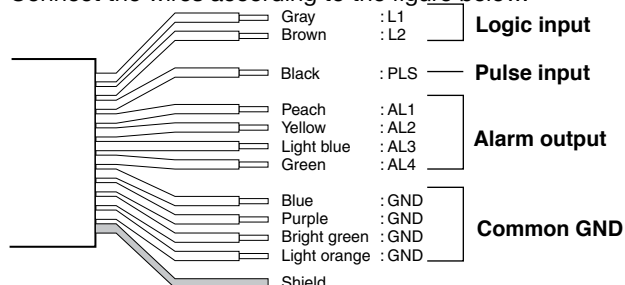 Connect the wires according to the figure below.
Gray : L1
Brown : L2
Logic input
Black : PLS
Pulse input
Peach : AL1
Yellow : AL2
Light blue : AL3
Green : AL4
Alarm output
Blue : GND
Purple : GND
Bright green : GND
Light orange : GND
Common GND
Shield